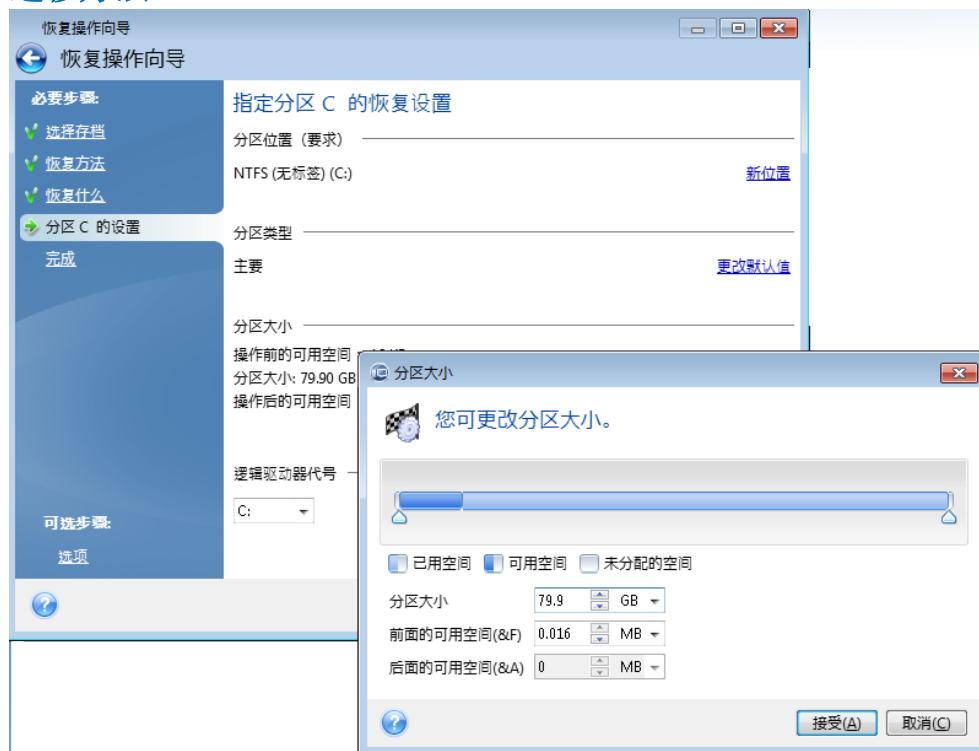 恢复操作向导
恢复操作向导
必要步骤:
选择存档
恢复方法
恢复什么
分区 C 的设置
完成
可选步骤:
选项
指定分区 C 的恢复设置
分区位置（要求）
NTFS (无标签) (C:)
新位置
分区类型
主要
更改默认值
分区大小
操作前的可用空间
分区大小: 79.90 GB
操作后的可用空间
逻辑驱动器代号
C:
分区大小
您可更改分区大小。
已用空间 可用空间 未分配的空间
分区大小 79.9 GB
前面的可用空间(&F) 0.016 MB
后面的可用空间(&A) 0 MB
接受(A) 取消(C)